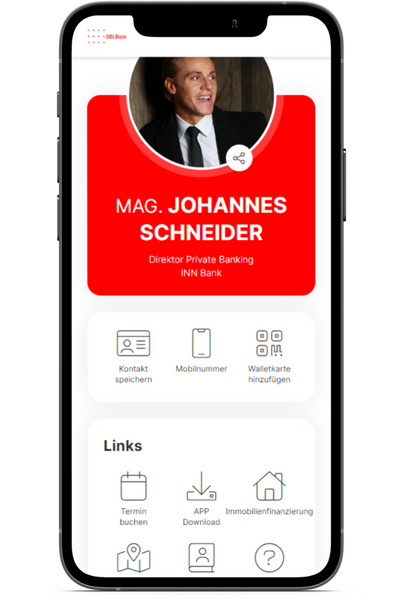 INN.Bank
MAG. JOHANNES
SCHNEIDER
Direktor Private Banking
INN Bank
Kontakt
speichern
Mobilnummer
Walletkarte
hinzufügen
Links
Termin
buchen
APP
Download
Immobilienfinanzierung